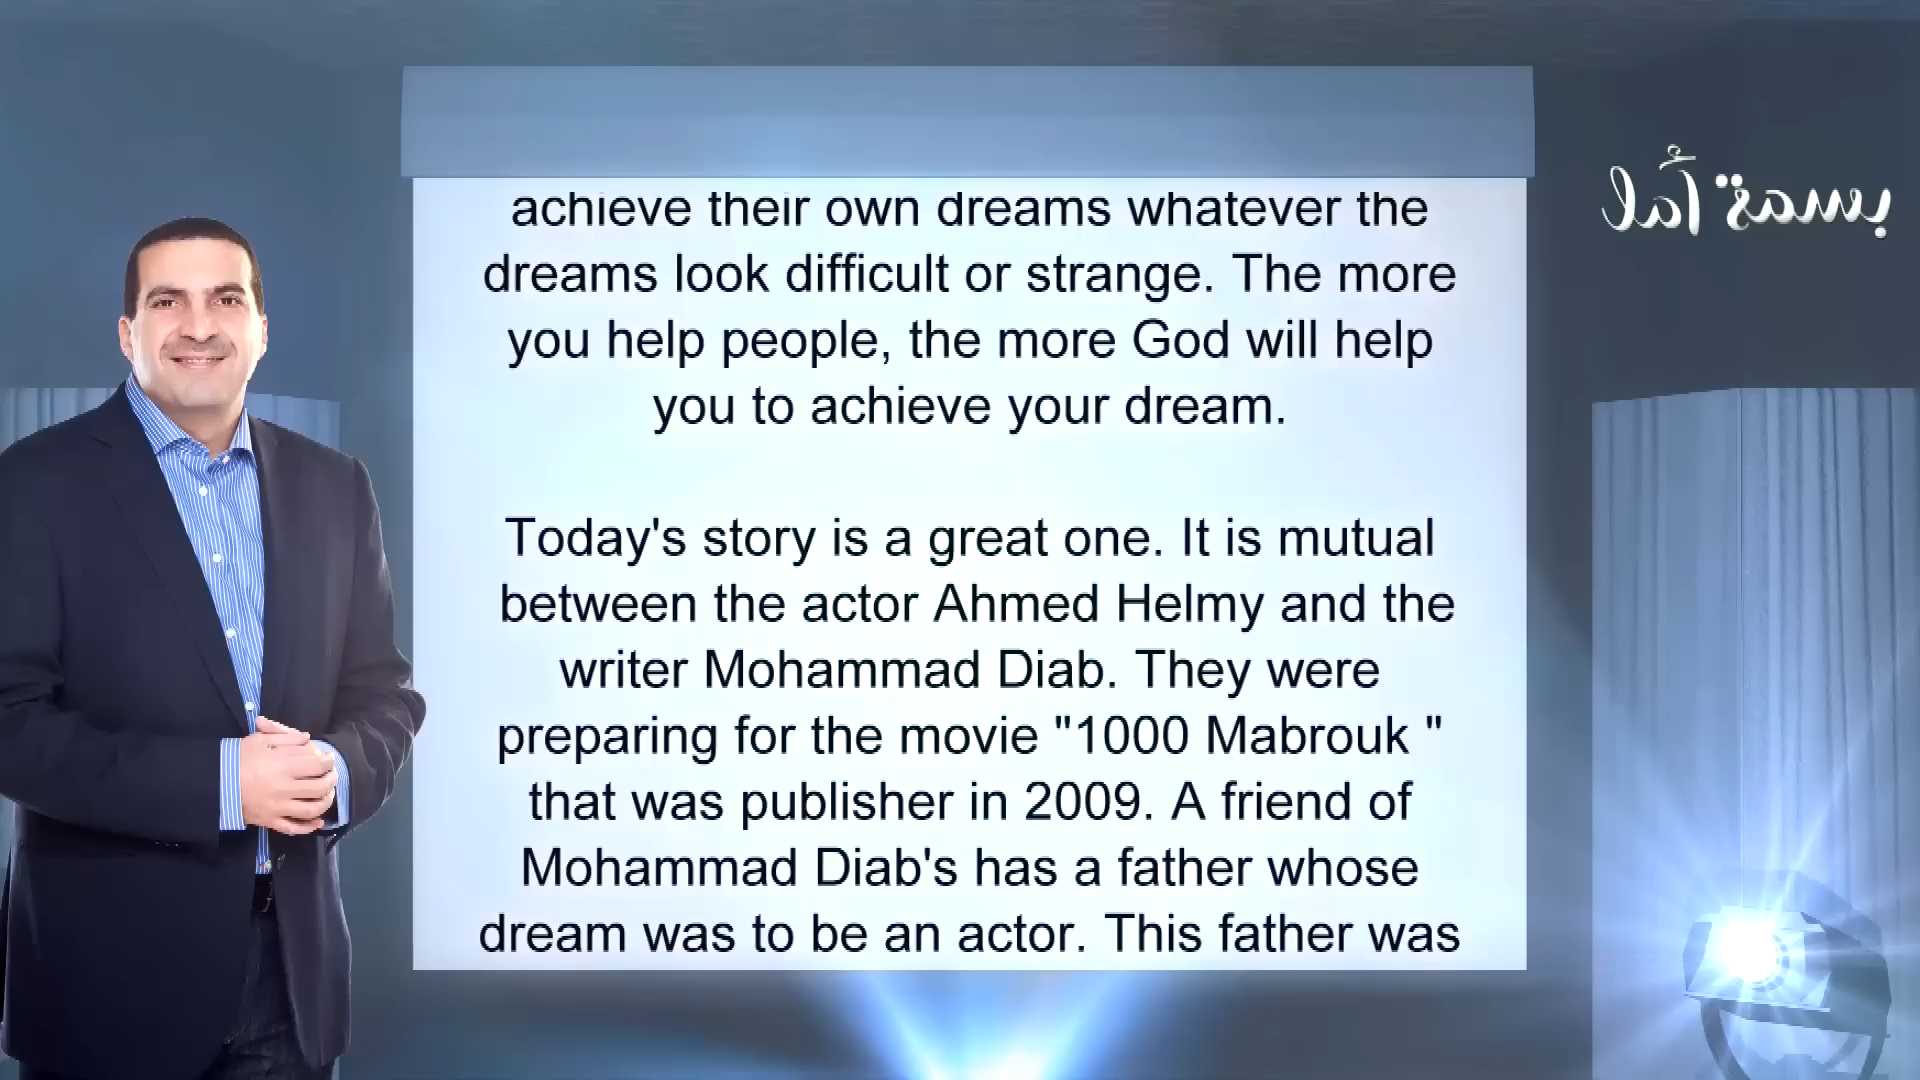 achieve their own dreams whatever the
dreams look difficult or strange. The more
you help people, the more God will help
you to achieve your dream.
Today's story is a great one. It is mutual
between the actor Ahmed Helmy and the
writer Mohammad Diab. They were
preparing for the movie "1000 Mabrouk "
that was publisher in 2009. A friend of
Mohammad Diab's has a father whose
dream was to be an actor. This father was
بسمة أمل